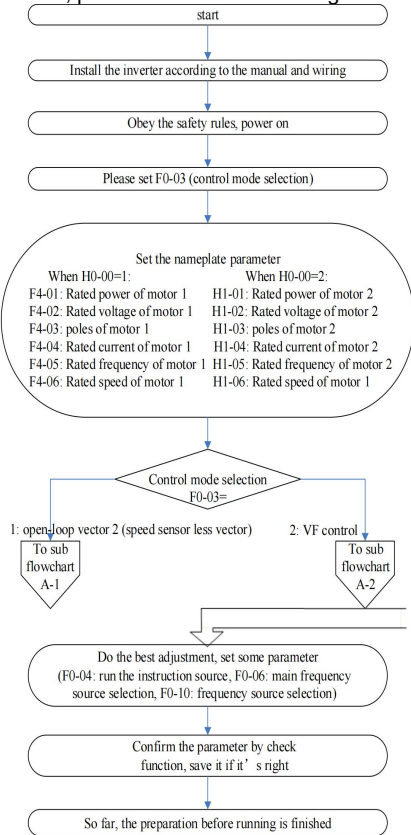 start
Install the inverter according to the manual and wiring
Obey the safety rules, power on
Please set F0-03 (control mode selection)
Set the nameplate parameter
When H0-00=1: When H0-00=2:
F4-01: Rated power of motor 1 H1-01: Rated power of motor 2
F4-02: Rated voltage of motor 1 H1-02: Rated voltage of motor 2
F4-03: poles of motor 1 H1-03: poles of motor 2
F4-04: Rated current of motor 1 H1-04: Rated current of motor 2
F4-05: Rated frequency of motor 1 H1-05: Rated frequency of motor 2
F4-06: Rated speed of motor 1 H1-06: Rated speed of motor 1
Control mode selection
F0-03=
1: open-loop vector 2 (speed sensor less vector) 2: VF control
To sub
flowchart
A-1
To sub
flowchart
A-2
Do the best adjustment, set some parameter
(F0-04: run the instruction source, F0-06: main frequency
source selection, F0-10: frequency source selection)
Confirm the parameter by check
function, save it if it’s right
So far, the preparation before running is finished